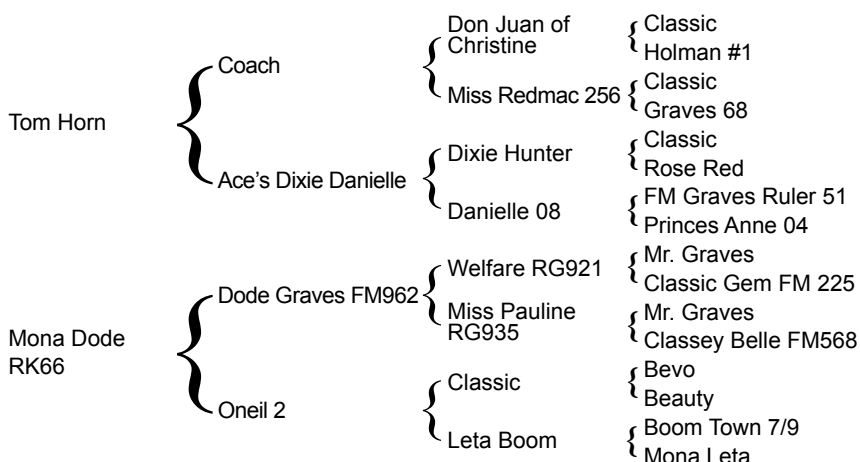 Tom Horn
Coach
Ace's Dixie Danielle
Don Juan of
Christine
Miss Redmac 256
Dixie Hunter
Danielle 08
Classic
Holman #1
Classic
Graves 68
Classic
Rose Red
FM Graves Ruler 51
Princes Anne 04
Mona Dode
RK66
Dode Graves FM962
Oneil 2
Welfare RG921
Miss Pauline
RG935
Classic
Leta Boom
Mr. Graves
Classic Gem FM 225
Mr. Graves
Classey Belle FM568
Bevo
Beauty
Boom Town 7/9
Mona Leta